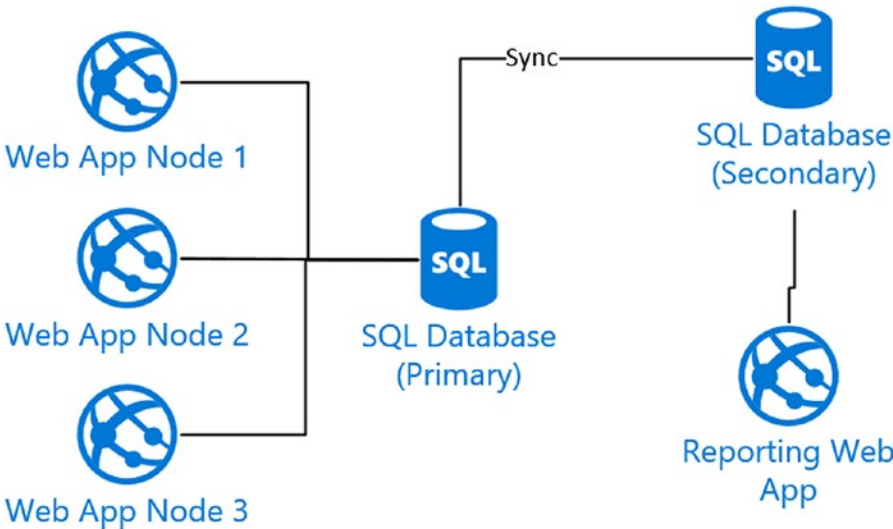 Web App Node 1
Web App Node 2
Web App Node 3
SQL
SQL Database
(Primary)
Sync
SQL
SQL Database
(Secondary)
Reporting Web
App